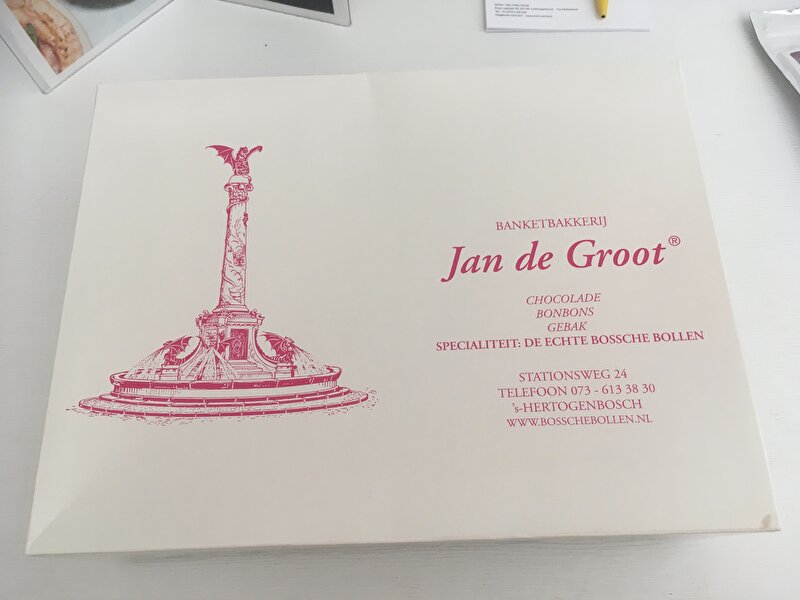 BANKETBAKKERIJ
Jan de Groot®
CHOCOLADE
BONBONS
GEBAK
SPECIALITEIT: DE ECHTE BOSSCHE BOLLEN
STATIONSWEG 24
TELEFOON 073 - 613 38 30
's-HERTOGENBOSCH
WWW.BOSSCHEBOLLEN.NL